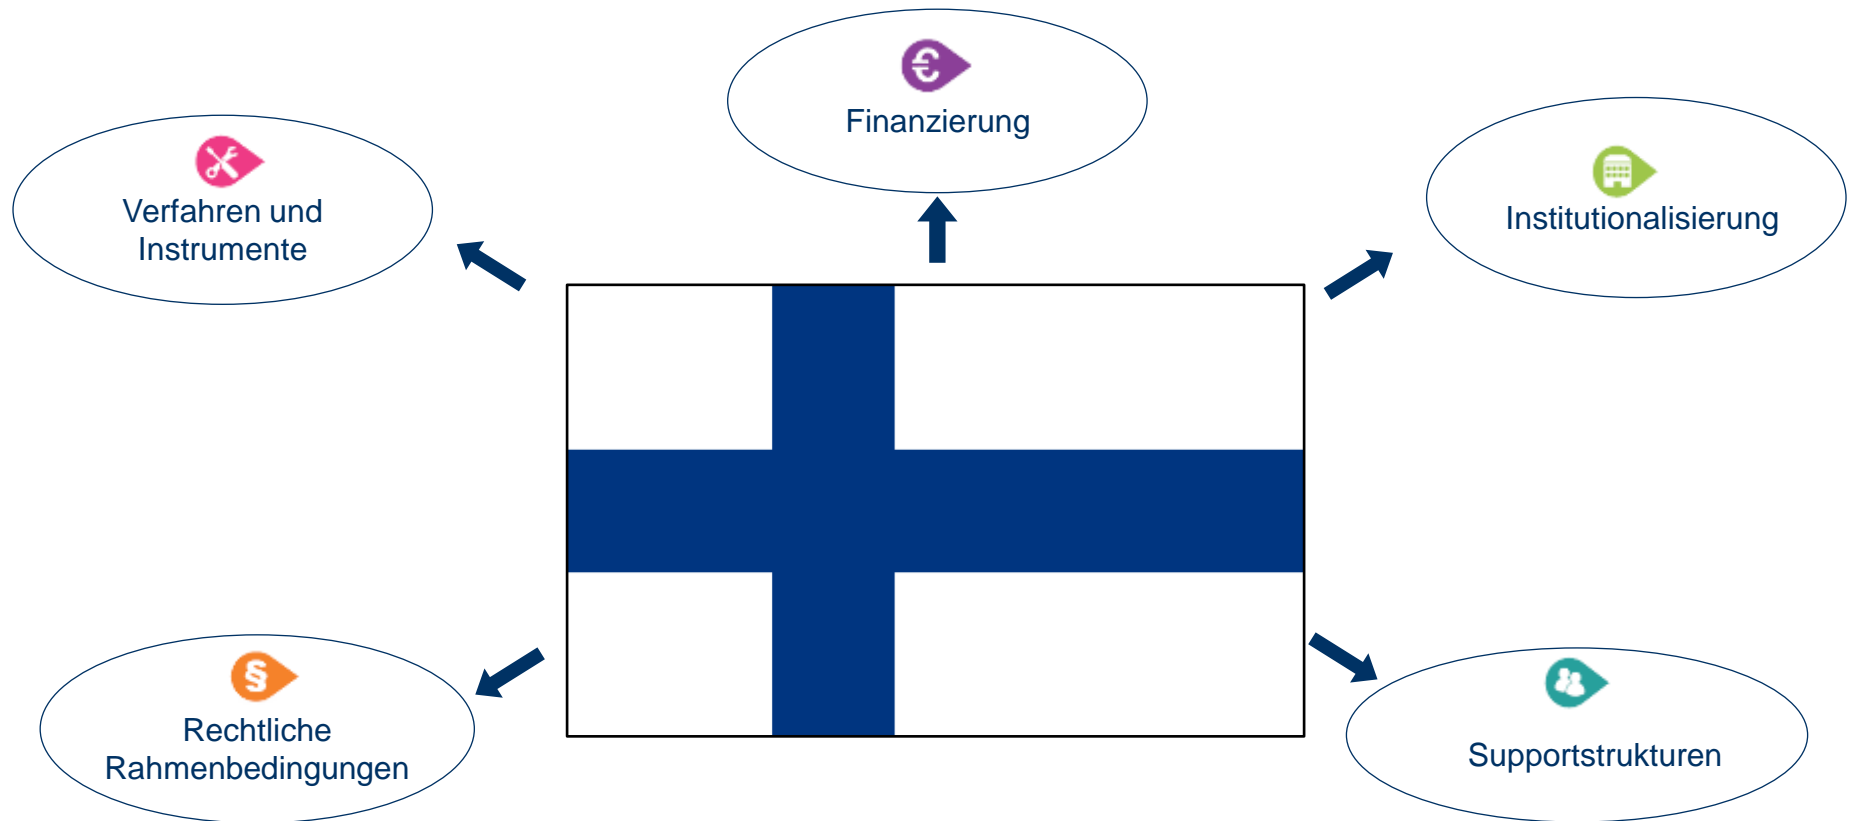 Finanzierung
Verfahren und
Instrumente
Institutionalisierung
Rechtliche
Rahmenbedingungen
Supportstrukturen